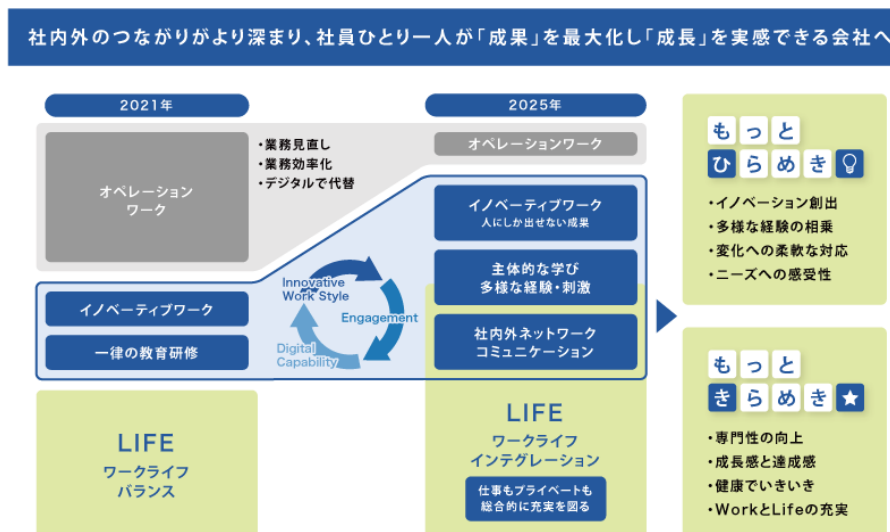 社内外のつながりがより深まり、社員ひとり一人が「成果」を最大化し「成長」を実感できる会社へ
2021年
オペレーション
ワーク
・業務見直し
・業務効率化
・デジタルで代替
イノベーティブワーク
一律の教育研修
Innovative
Work Style
Engagement
Digital
Capability
LIFE
ワークライフ
バランス
2025年
オペレーションワーク
イノベーティブワーク
人にしか出せない成果
主体的な学び
多様な経験・刺激
社内外ネットワーク
コミュニケーション
LIFE
ワークライフ
インテグレーション
仕事もプライベートも
総合的に充実を図る
もっと
ひらめき
・イノベーション創出
・多様な経験の相乗
・変化への柔軟な対応
・ニーズへの感受性
もっと
きらめき
・専門性の向上
・成長感と達成感
・健康でいきいき
・WorkとLifeの充実